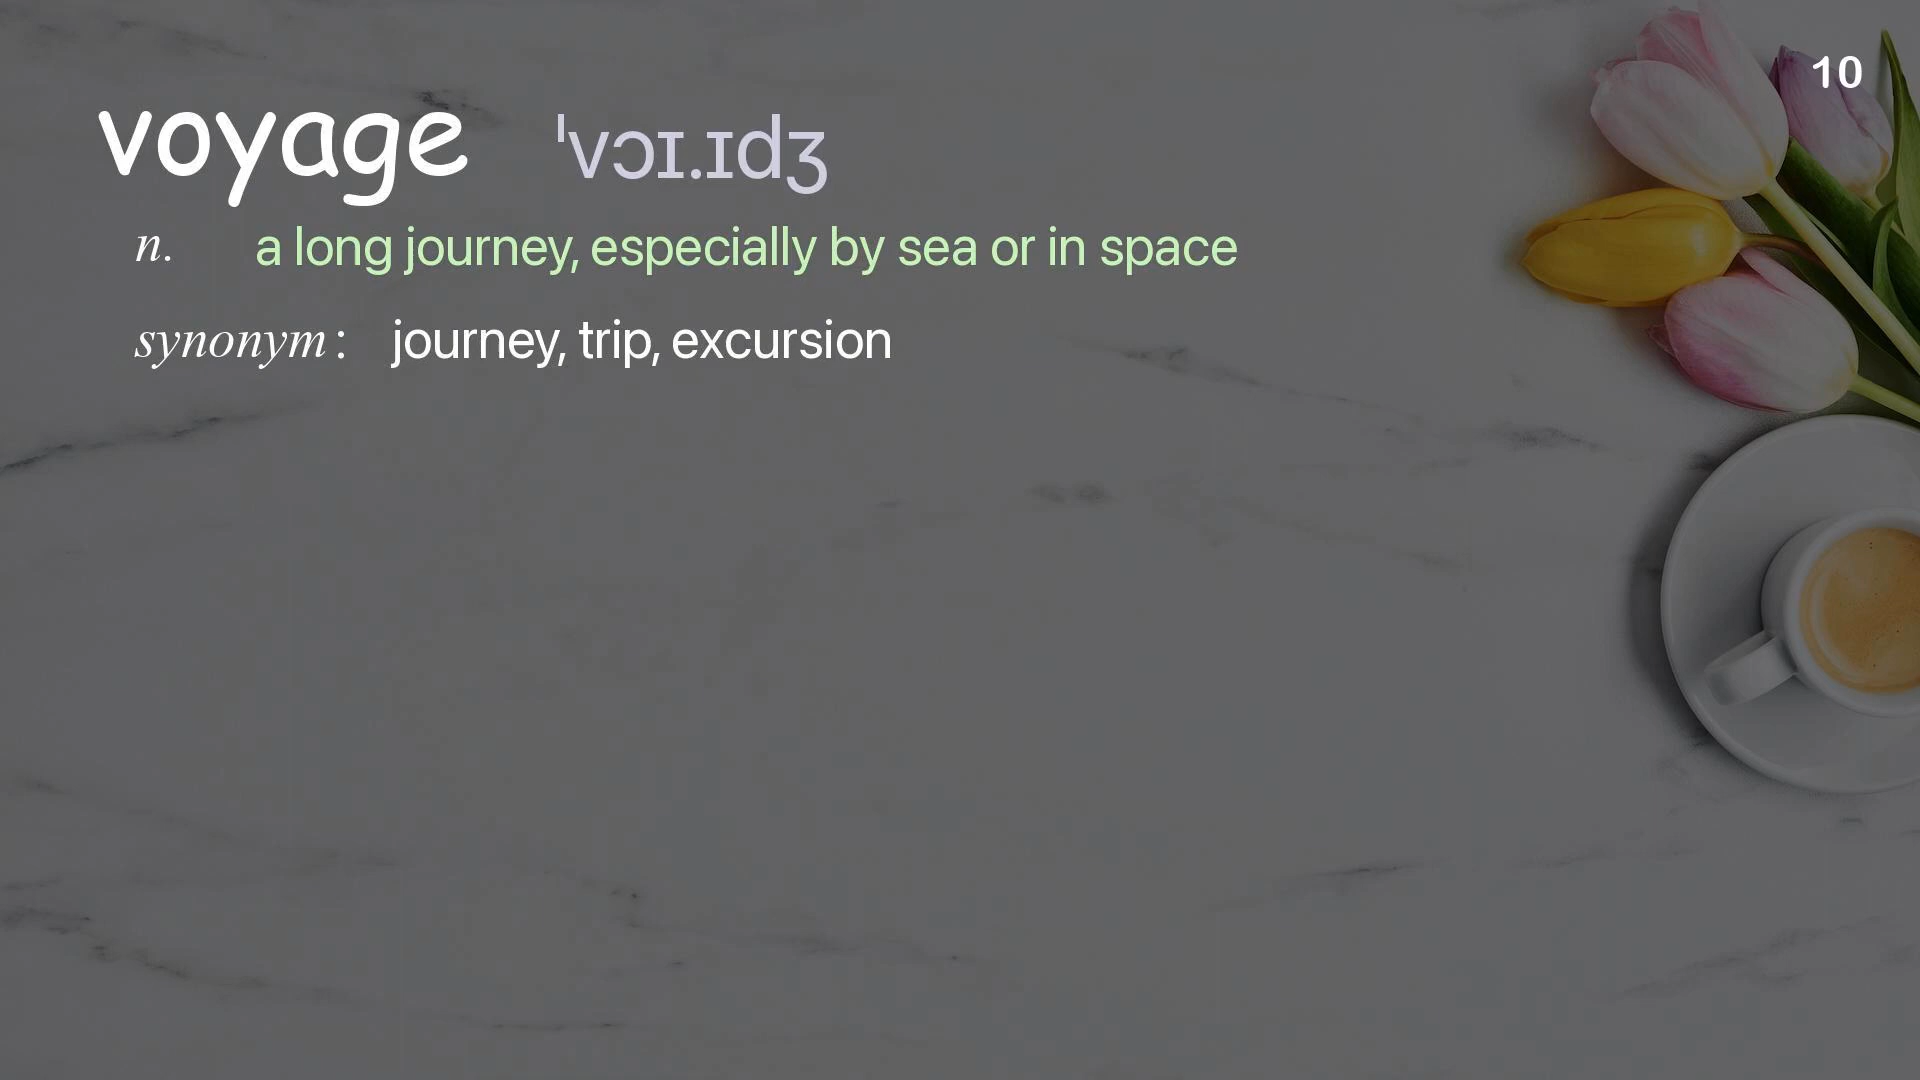 10
voyage ˈvɔɪ.ɪdʒ
n. a long journey, especially by sea or in space
synonym : journey, trip, excursion